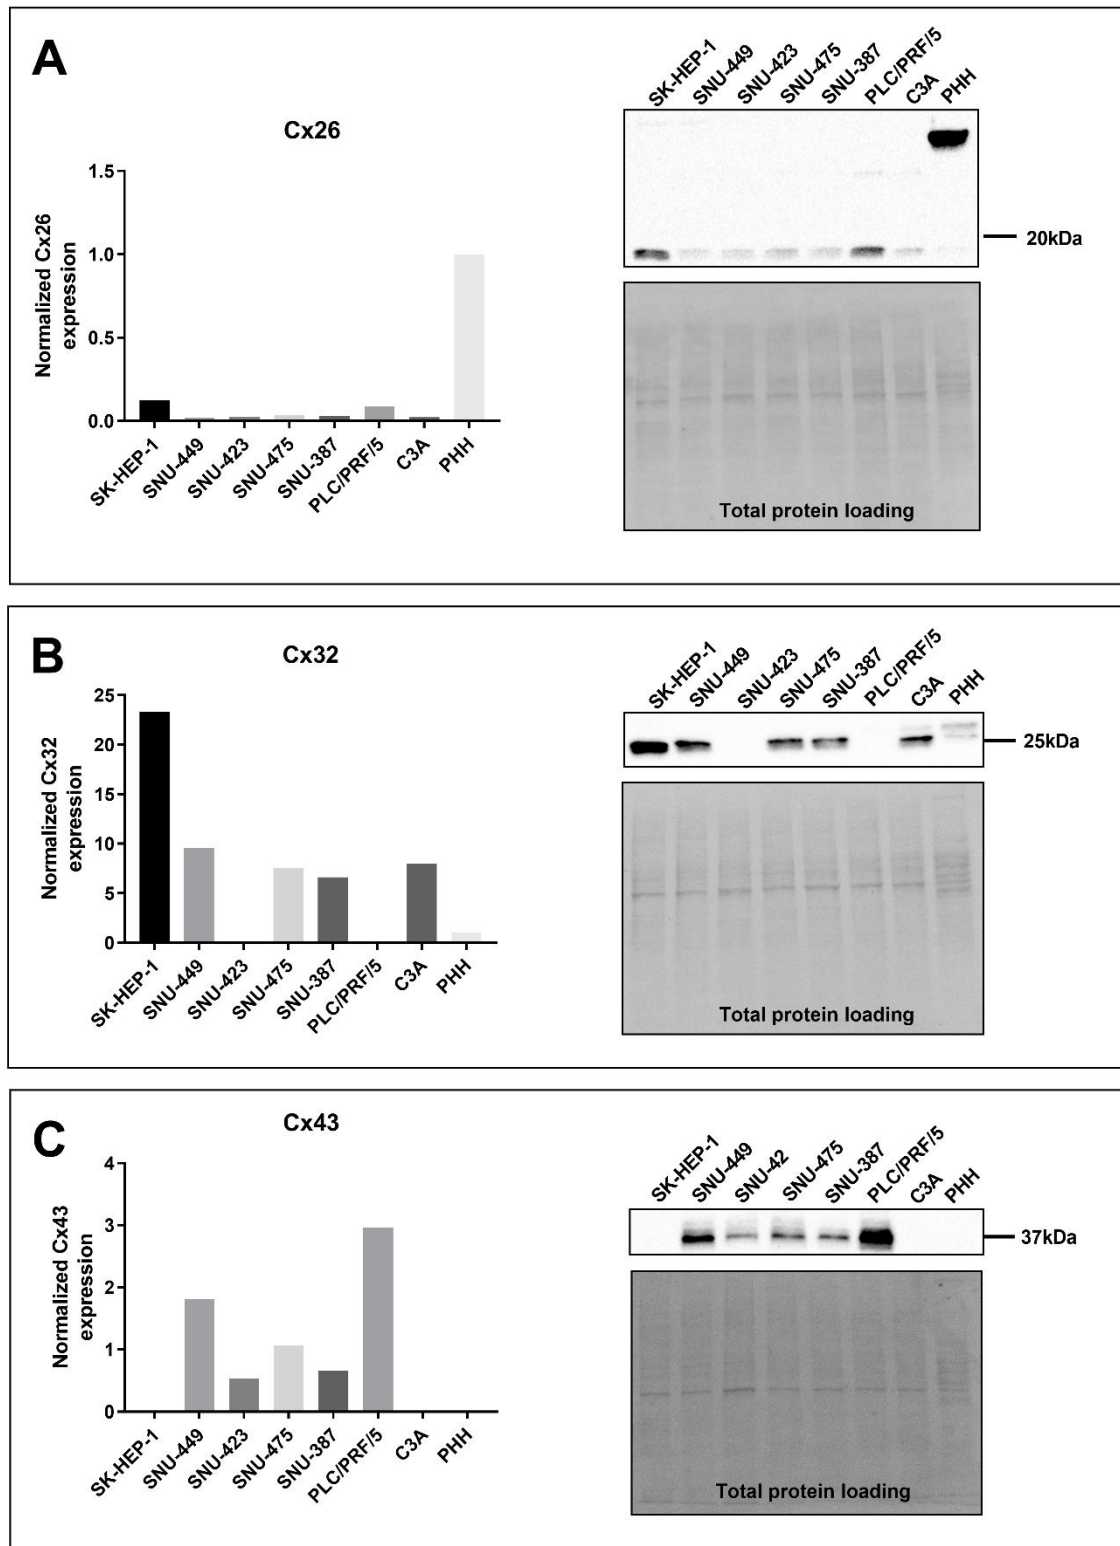 A
Cx26
Normalized Cx26
expression
1.5
1.0
0.5
0.0
SK-HEP-1
SNU-449
SNU-423
SNU-475
SNU-387
PLC/PRF/5
C3A
PHH
SK-HEP-1
SNU-449
SNU-423
SNU-475
SNU-387
PLC/PRF/5
C3A
PHH
20kDa
Total protein loading
B
Cx32
Normalized Cx32
expression
25
20
15
10
5
0
SK-HEP-1
SNU-449
SNU-423
SNU-475
SNU-387
PLC/PRF/5
C3A
PHH
SK-HEP-1
SNU-449
SNU-423
SNU-475
SNU-387
PLC/PRF/5
C3A
PHH
25kDa
Total protein loading
C
Cx43
Normalized Cx43
expression
4
3
2
1
0
SK-HEP-1
SNU-449
SNU-423
SNU-475
SNU-387
PLC/PRF/5
C3A
PHH
SK-HEP-1
SNU-449
SNU-42
SNU-475
SNU-387
PLC/PRF/5
C3A
PHH
37kDa
Total protein loading